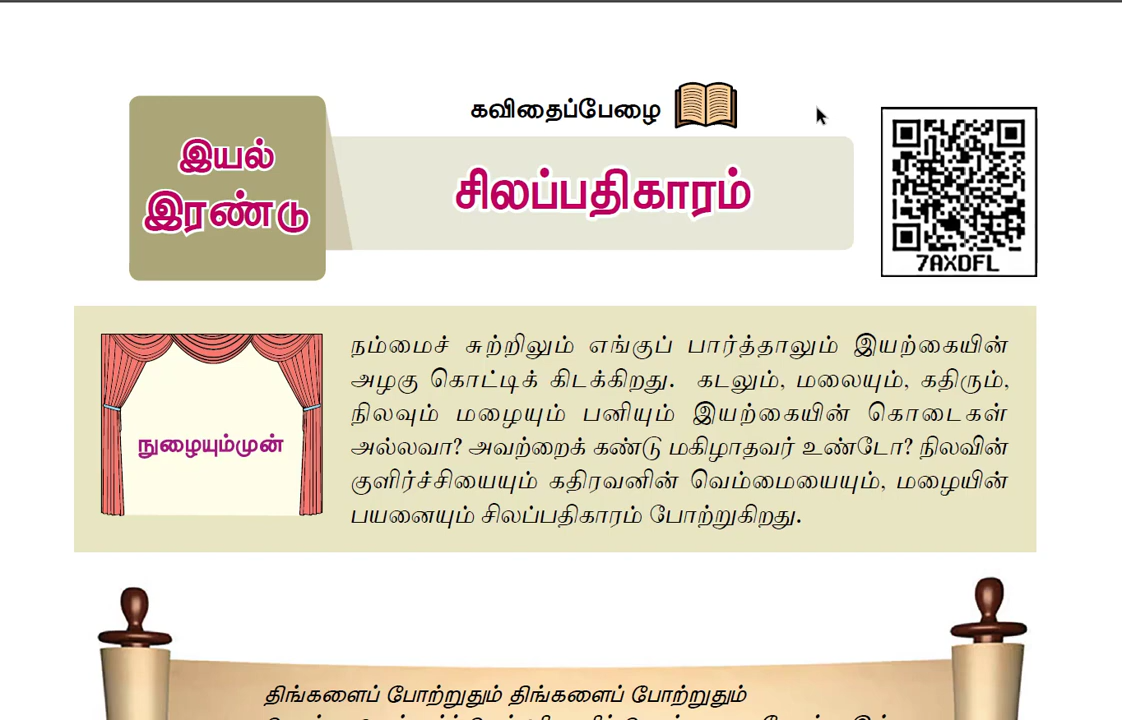 கவிதைப்பேழை
இயல்
இரண்டு
சிலப்பதிகாரம்
7AXDFL
நுழையும்முன்
நம்மைச் சுற்றிலும் எங்குப் பார்த்தாலும் இயற்கையின்
அழகு கொட்டிக் கிடக்கிறது. கடலும், மலையும், கதிரும்,
நிலவும் மழையும் பனியும் இயற்கையின் கொடைகள்
அல்லவா? அவற்றைக் கண்டு மகிழாதவர் உண்டோ? நிலவின்
குளிர்ச்சியையும் கதிரவனின் வெம்மையையும், மழையின்
பயனையும் சிலப்பதிகாரம் போற்றுகிறது.
திங்களைப் போற்றுதும் திங்களைப் போற்றுதும்